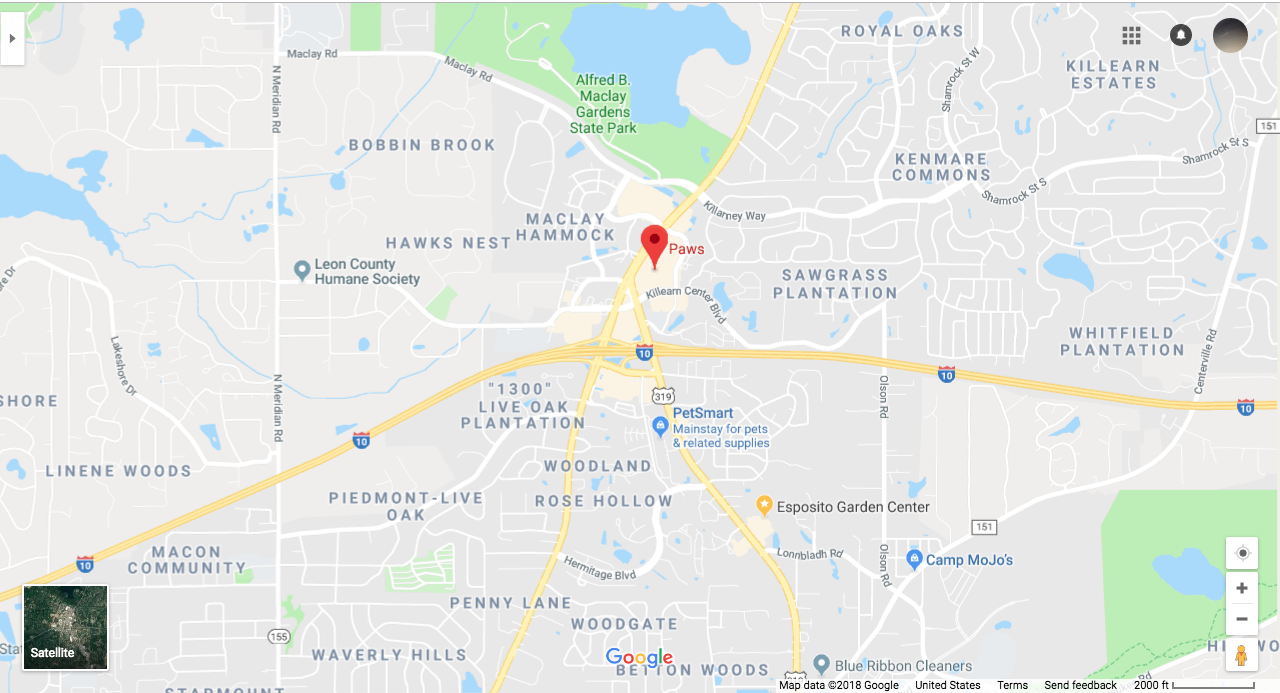 ROYAL OAKS
KILLEARN
ESTATES
Maclay Rd
Maclay Rd
N Meridian Rd
Alfred B.
Maclay
Gardens
State Park
Shamrock St W
151
Shamrock St S
BOBBIN BROOK
KENMARE
COMMONS
Shamrock St S
Killarney Way
MACLAY
HAMMOCK
HAWKS NEST
Paws
Leon County
Humane Society
SAWGRASS
PLANTATION
Killearn Center Blvd
WHITFIELD
PLANTATION
Lakeshore Dr
Centerville Rd
10
10
10
10
10
N Meridian Rd
Olson Rd
"1300"
LIVE OAK
PLANTATION
319
SHORE
PetSmart
Mainstay for pets
& related supplies
LINENE WOODS
WOODLAND
PIEDMONT-LIVE
OAK
ROSE HOLLOW
Esposito Garden Center
151
MACON
COMMUNITY
Lonnbladh Rd
Olson Rd
Camp MoJo's
Hermitage Blvd
PENNY LANE
WOODGATE
155
Satellite
WAVERLY HILLS
Google
BETTON WOODS
Blue Ribbon Cleaners
Map data ©2018 Google United States Terms Send feedback 2000 ft